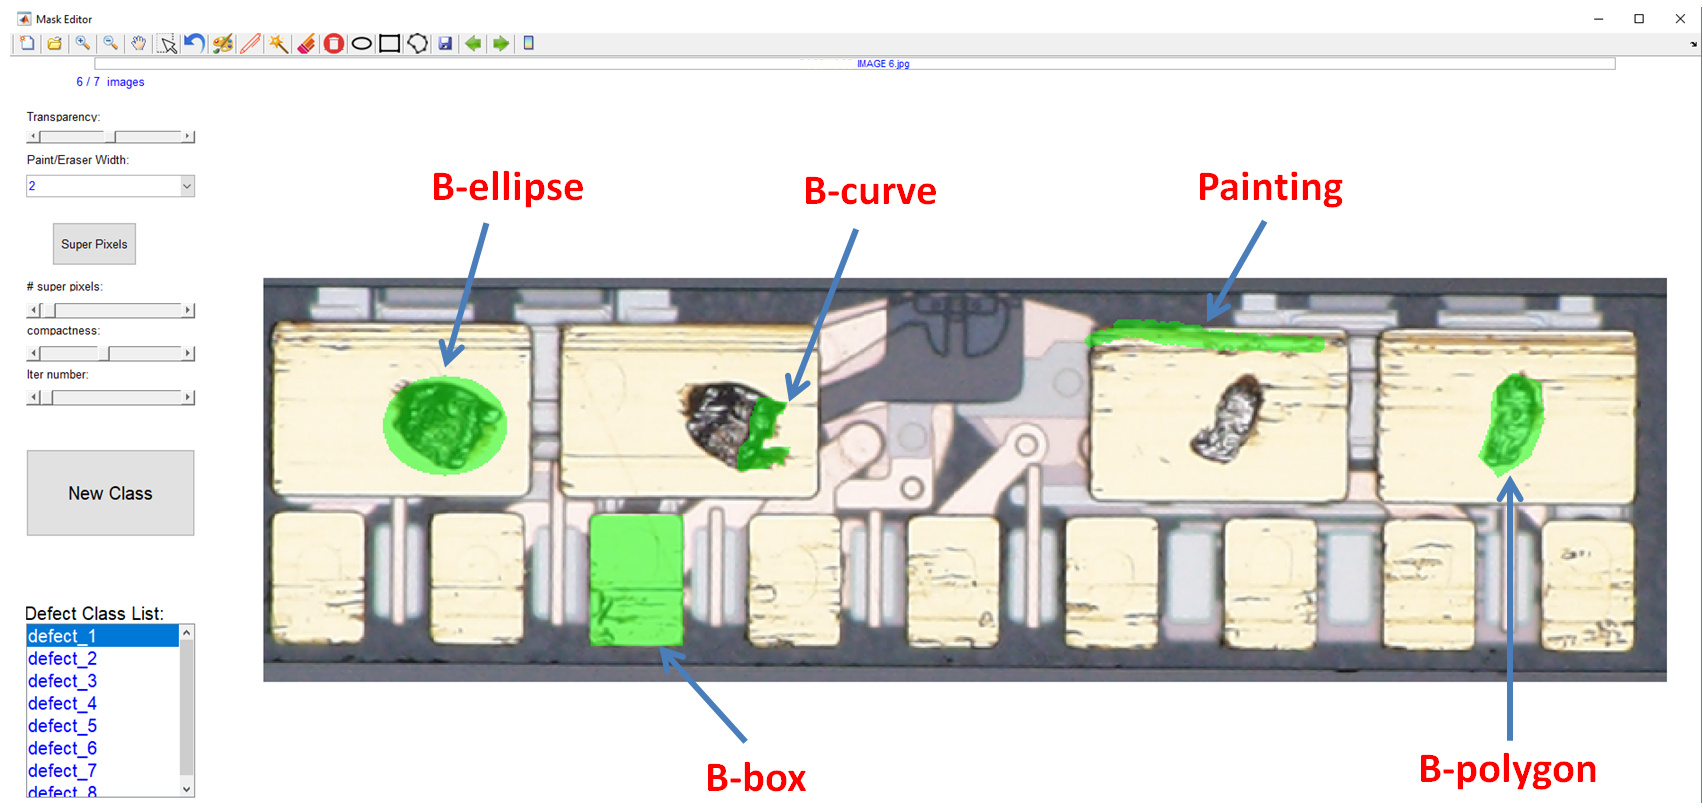 Mask Editor
IMAGE 6.jpg
6 / 7 images
Transparency:
Paint/Eraser Width:
2
B-ellipse
B-curve
Painting
Super Pixels
# super pixels:
compactness:
Iter number:
New Class
Defect Class List:
defect_1
defect_2
defect_3
defect_4
defect_5
defect_6
defect_7
defect_8
B-box
B-polygon